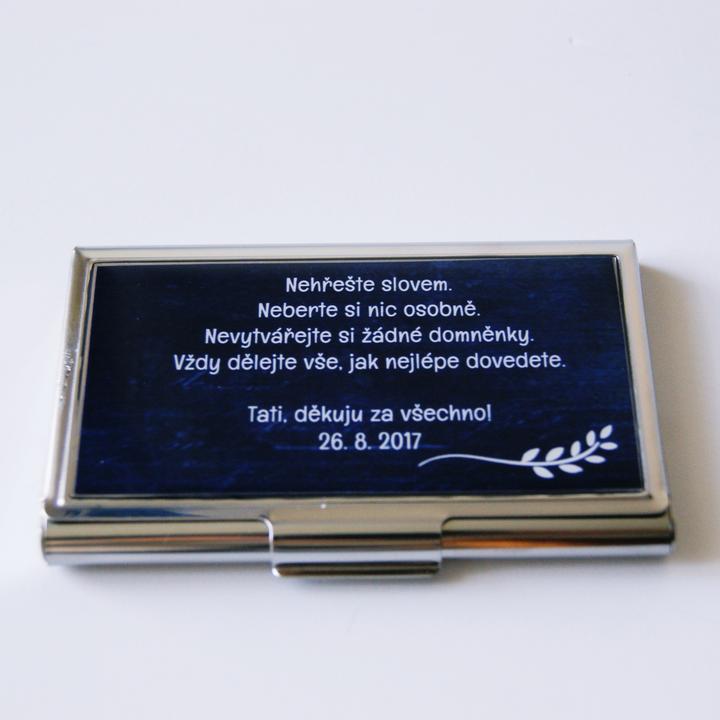 Nehřešte slovem.
Neberte si nic osobně.
Nevytvářejte si žádné domněnky.
Vždy dělejte vše, jak nejlépe dovedete.
Tati, děkuju za všechno!
26. 8. 2017